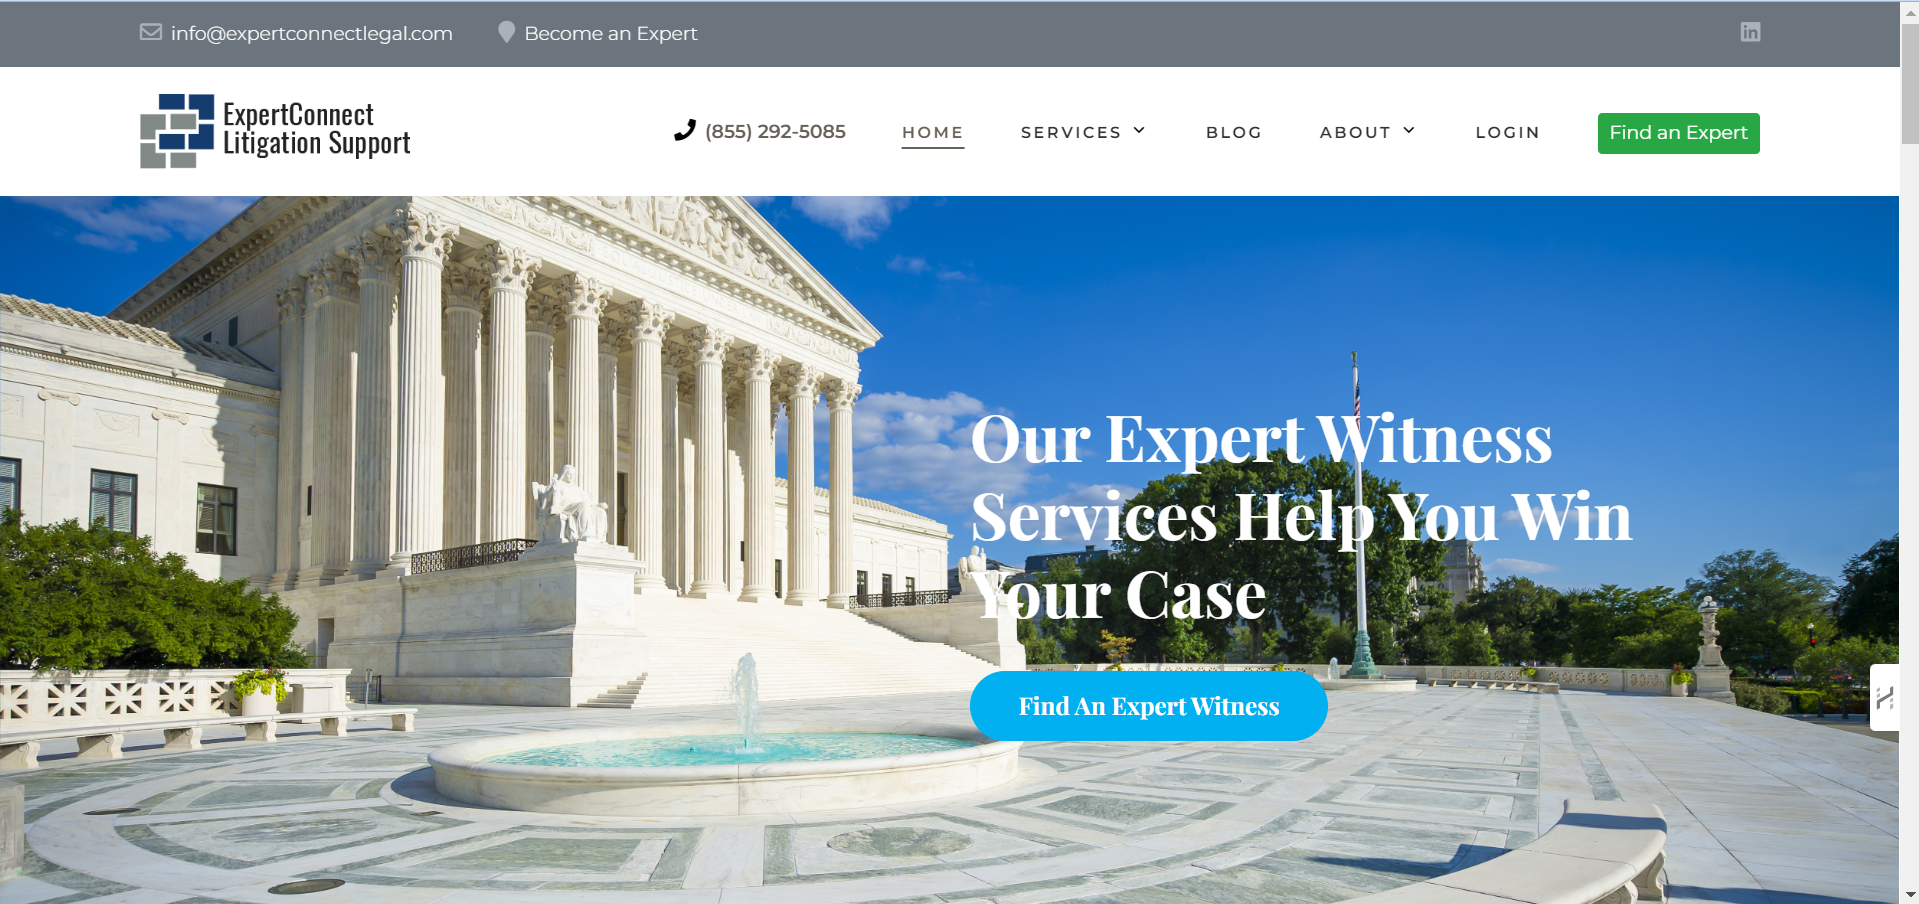 info@expertconnectlegal.com
Become an Expert
ExpertConnect
Litigation Support
(855) 292-5085
HOME
SERVICES
BLOG
ABOUT
LOGIN
Find an Expert
Our Expert Witness
Services Help You Win
Your Case
Find An Expert Witness